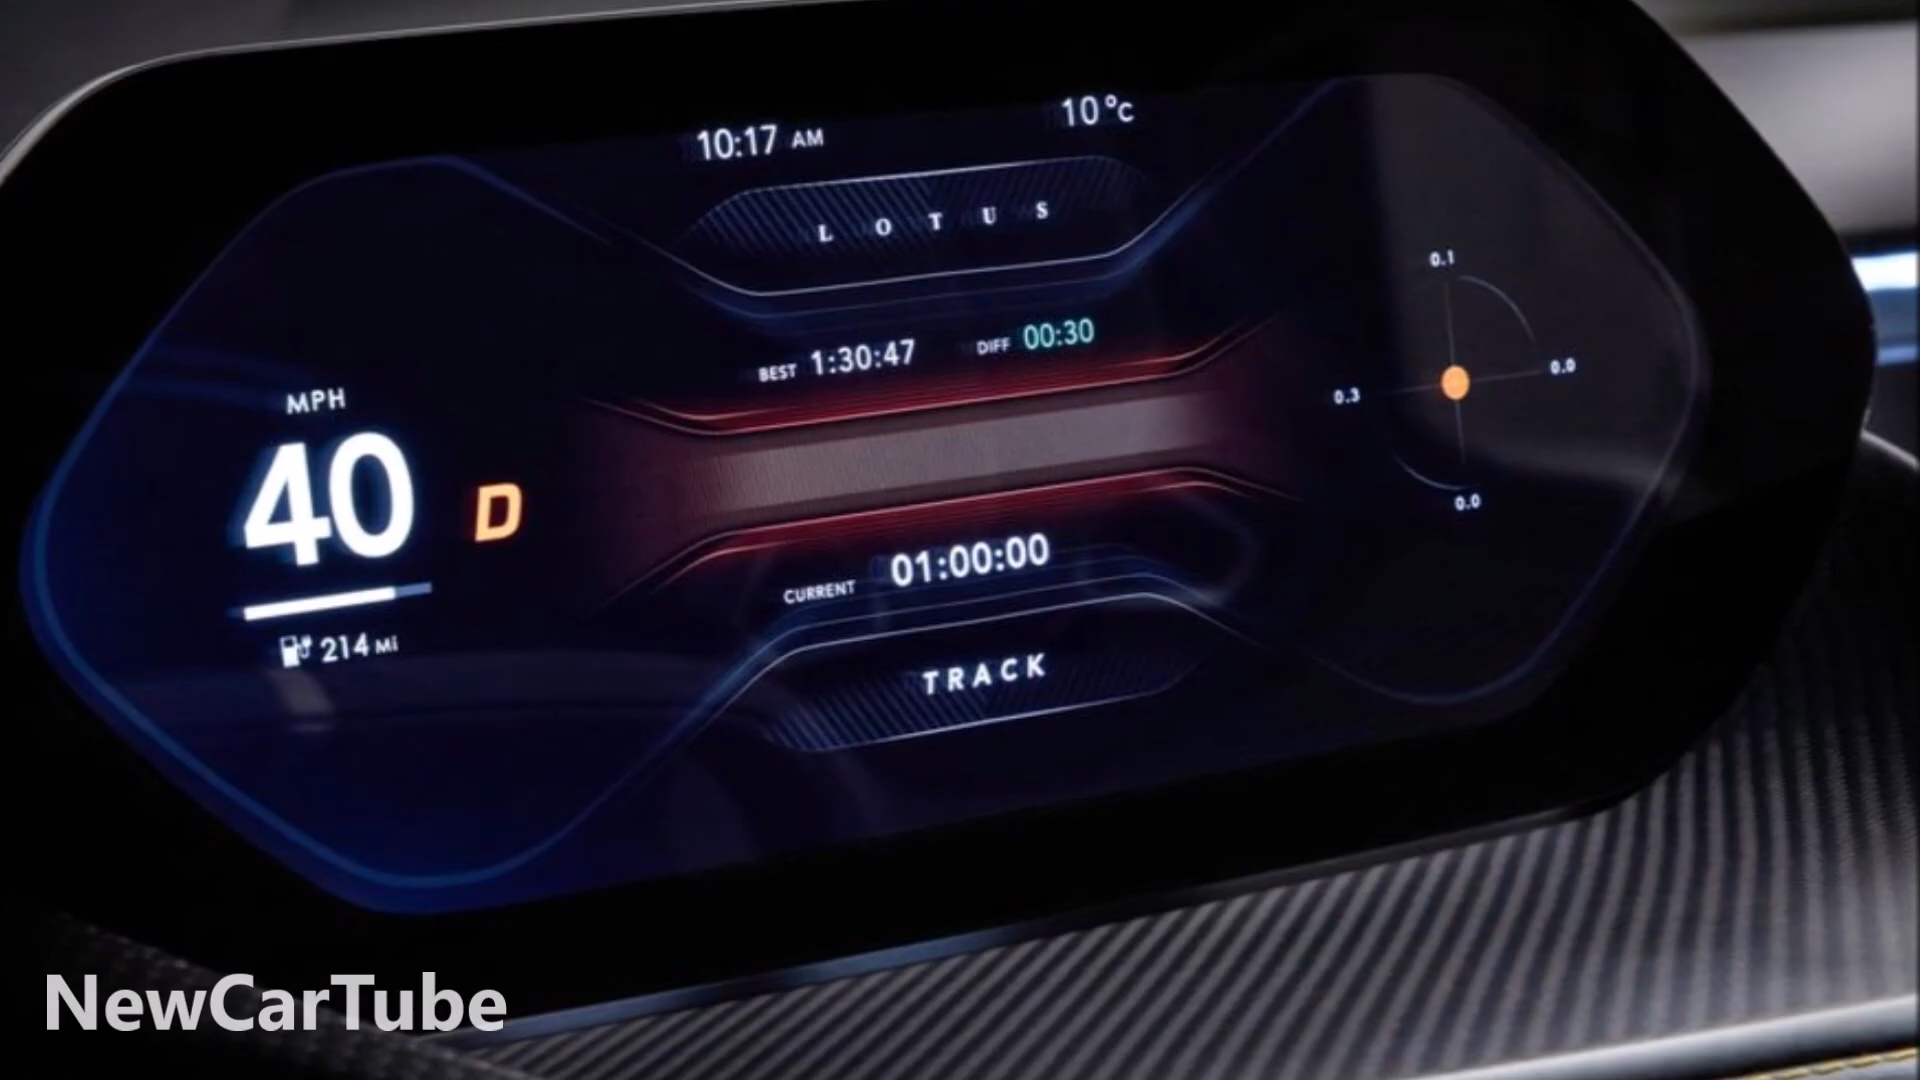 10:17 AM
10°C
LOTUS
BEST 1:30:47
DIFF 00:30
MPH
40
D
214 Mi
CURRENT 01:00:00
TRACK
0.1
0.3
0.0
0.0
NewCarTube